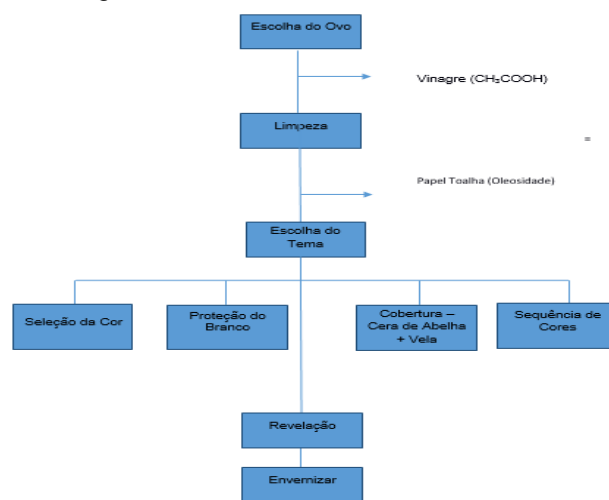 Escolha do Ovo
Vinagre (CH₃COOH)
Limpeza
Papel Toalha (Oleosidade)
Escolha do
Tema
Seleção da Cor
Proteção do
Branco
Cobertura –
Cera de Abelha
+ Vela
Sequência de
Cores
Revelação
Envernizar